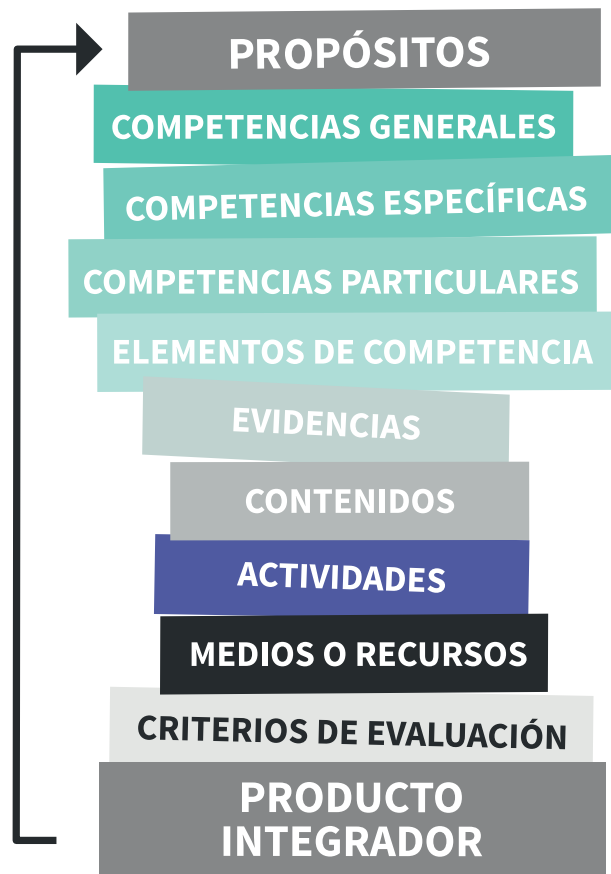 PROPÓSITOS
COMPETENCIAS GENERALES
COMPETENCIAS ESPECÍFICAS
COMPETENCIAS PARTICULARES
ELEMENTOS DE COMPETENCIA
EVIDENCIAS
CONTENIDOS
ACTIVIDADES
MEDIOS O RECURSOS
CRITERIOS DE EVALUACIÓN
PRODUCTO
INTEGRADOR